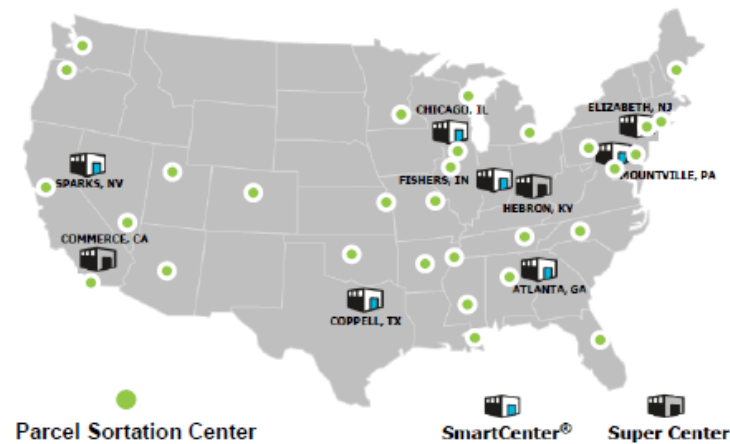 CHICAGO, IL
ELIZABETH, NJ
SPARKS, NV
FISHERS, IN
MOUNTVILLE, PA
HEBRON, KY
COMMERCE, CA
ATLANTA, GA
COPPELL, TX
Parcel Sortation Center
SmartCenter®
Super Center